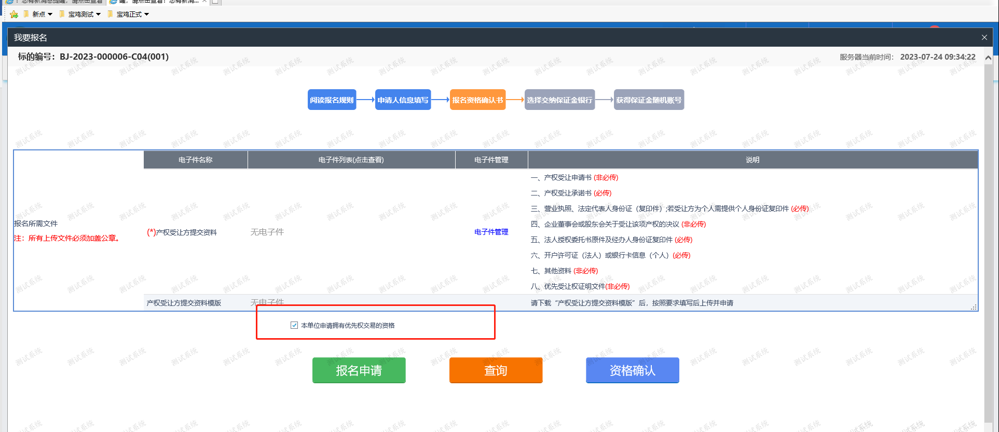 新点 宝鸡测试 宝鸡正式
我要报名
标的编号：BJ-2023-000006-C04(001) 服务器当前时间： 2023-07-24 09:34:22
阅读报名规则 申请人信息填写 报名资格确认书 选择交纳保证金银行 获得保证金随机账号
电子件名称 电子件列表(点击查看) 电子件管理 说明
报名所需文件
注：所有上传文件必须加盖公章。
(*)产权受让方提交资料 无电子件 电子件管理
一、产权受让申请书 (非必传)
二、产权受让承诺书 (必传)
三、营业执照、法定代表人身份证（复印件）;若受让方为个人需提供个人身份证复印件 (必传)
四、企业董事会或股东会关于受让该项产权的决议 (非必传)
五、法人授权委托书原件及经办人身份证复印件 (必传)
六、开户许可证（法人）或银行卡信息（个人）(必传)
七、其他资料 (非必传)
八、优先受让权证明文件(非必传)
产权受让方提交资料模版 无电子件 请下载“产权受让方提交资料模版”后，按照要求填写后上传并申请
本单位申请拥有优先权交易的资格
报名申请 查询 资格确认
测试系统